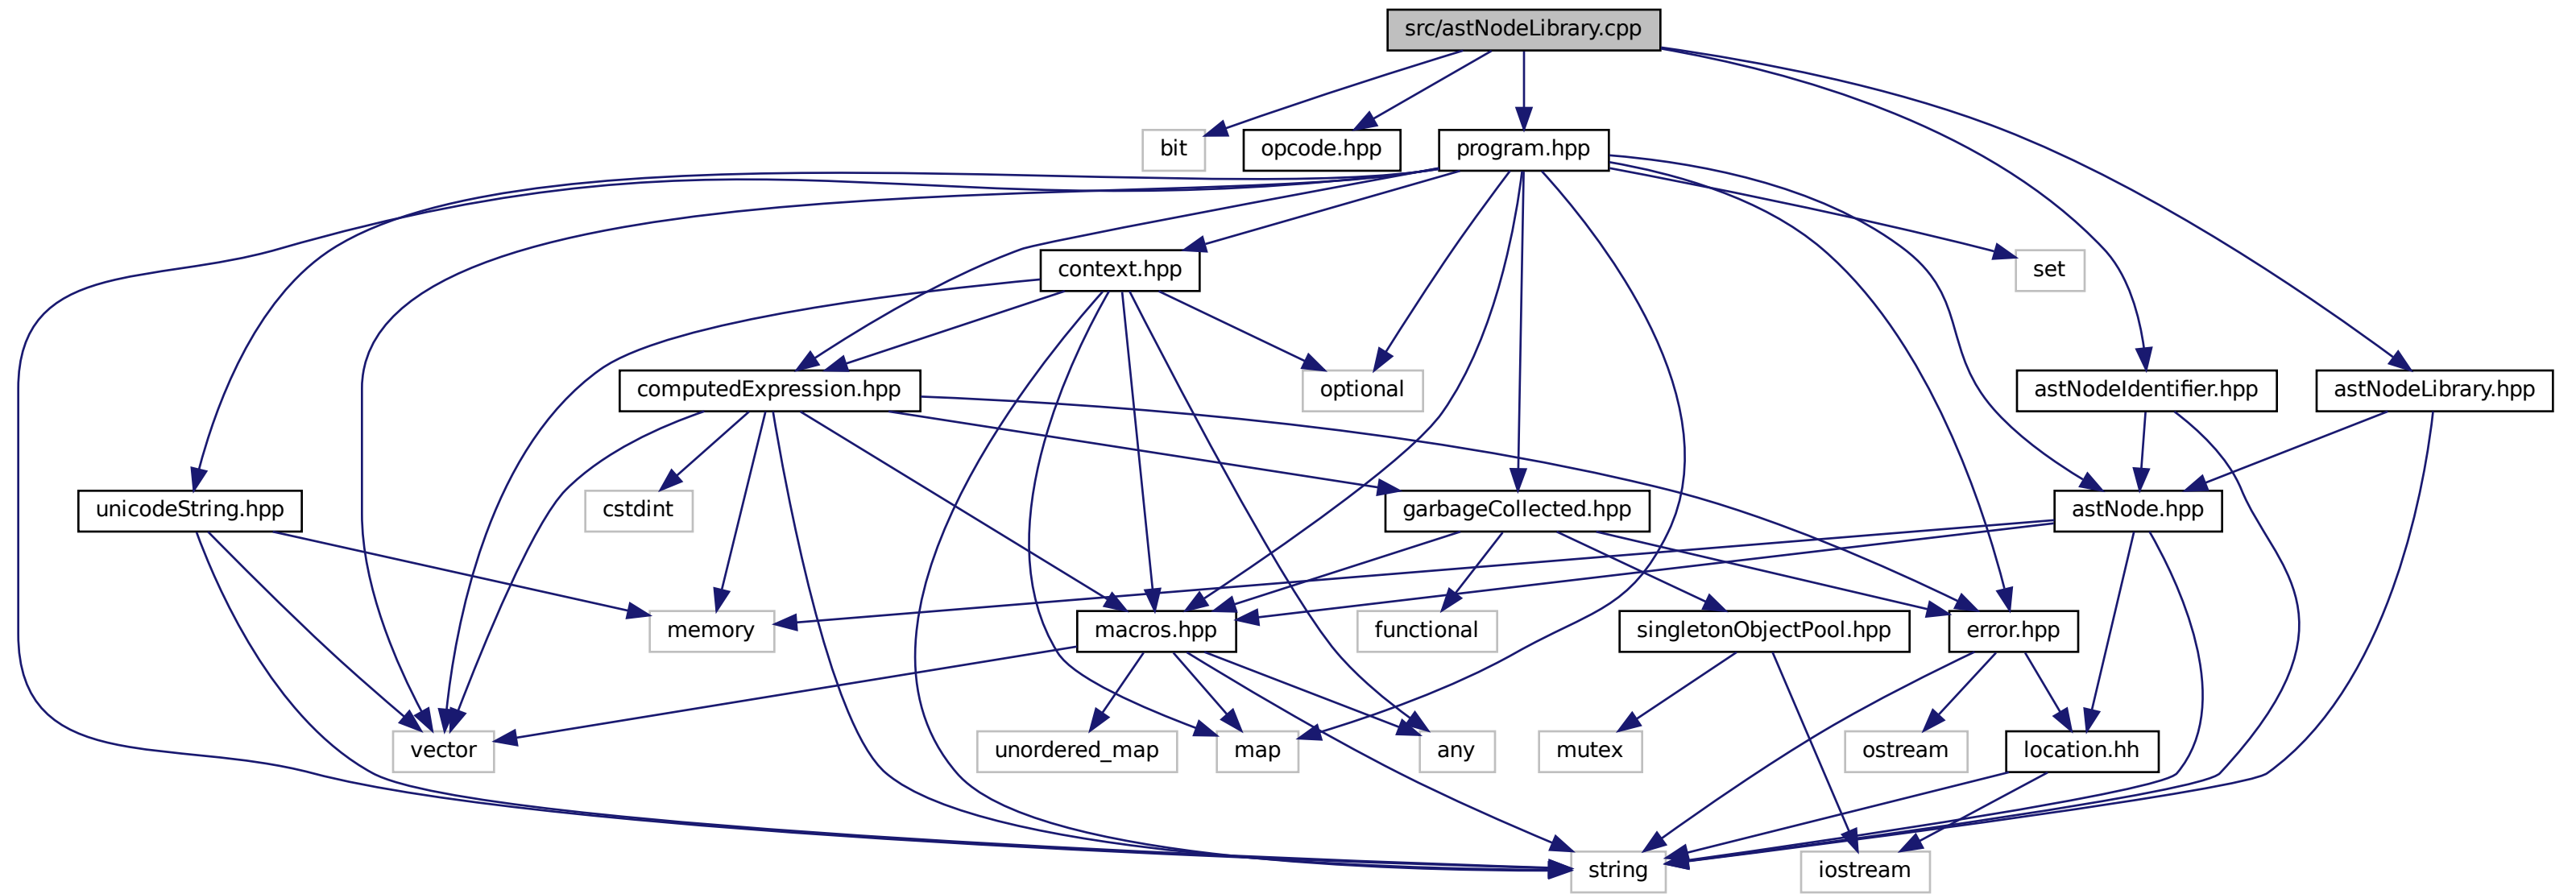 src/astNodeLibrary.cpp
bit
opcode.hpp
program.hpp
context.hpp
set
computedExpression.hpp
optional
astNodeIdentifier.hpp
astNodeLibrary.hpp
unicodeString.hpp
cstdint
garbageCollected.hpp
astNode.hpp
memory
macros.hpp
functional
singletonObjectPool.hpp
error.hpp
vector
unordered_map
map
any
mutex
ostream
location.hh
string
iostream